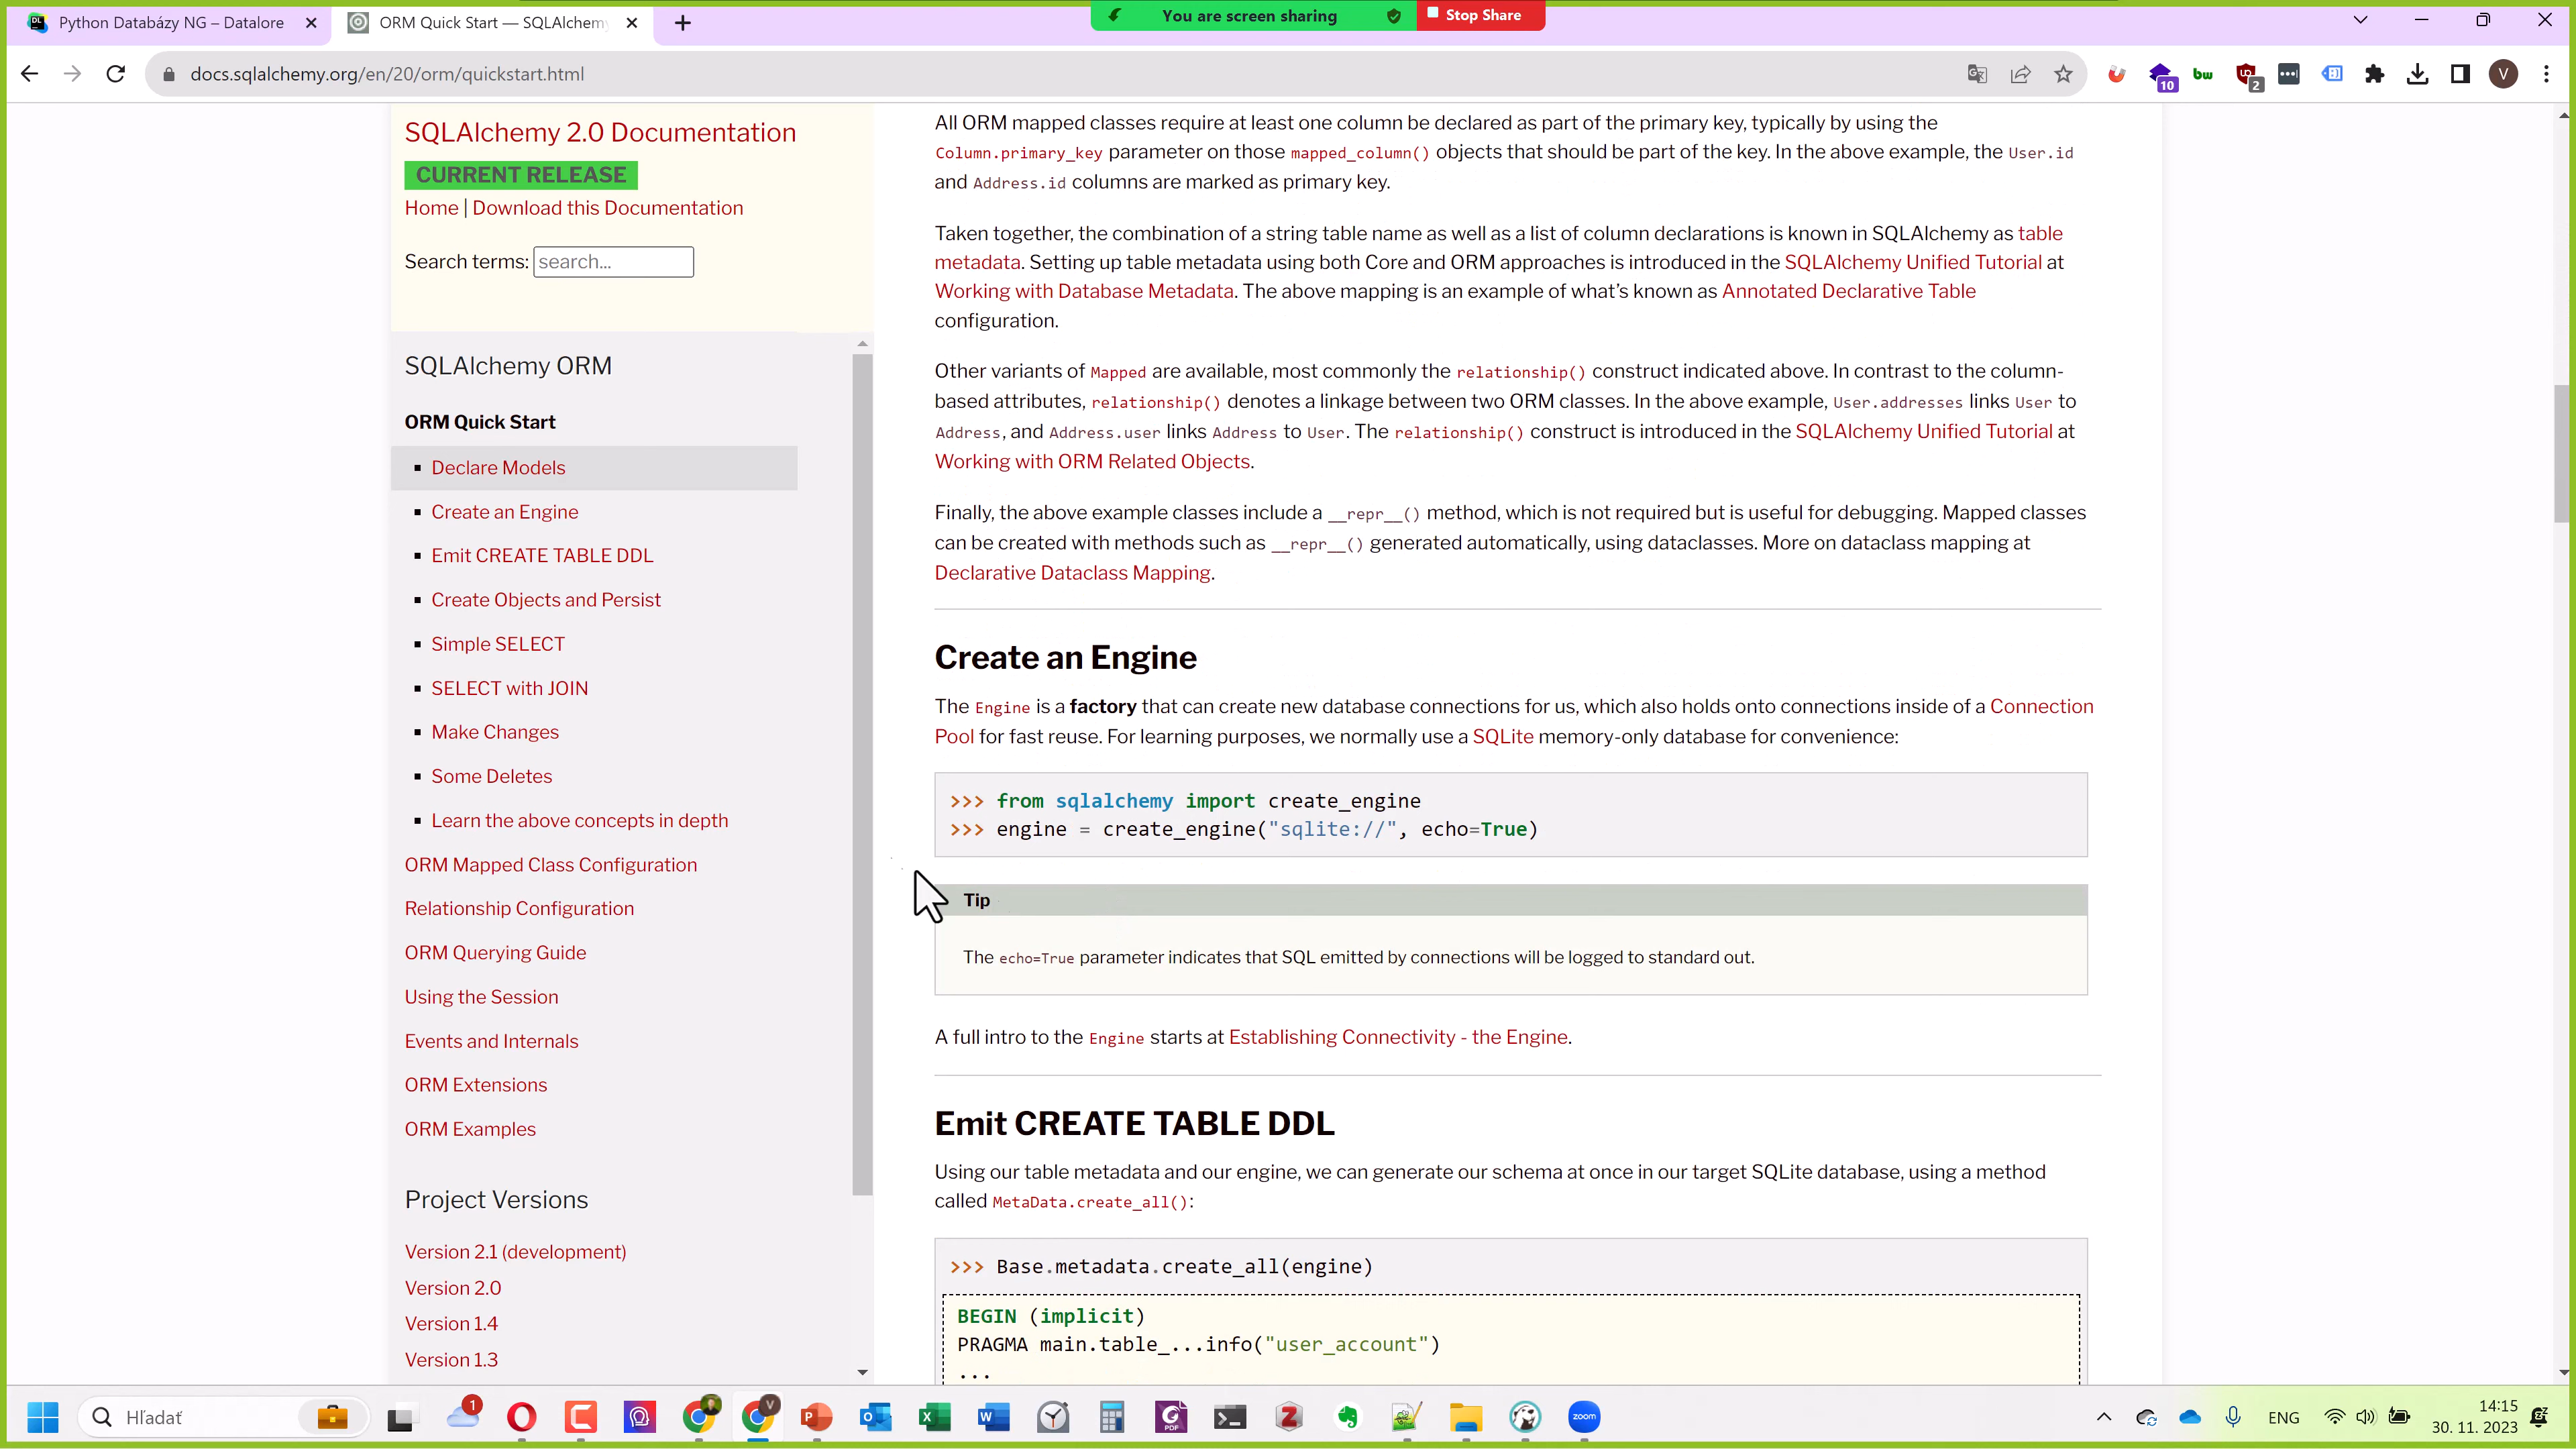 Python Databázy NG – Datalore
ORM Quick Start — SQLAlchemy
You are screen sharing
Stop Share
docs.sqlalchemy.org/en/20/orm/quickstart.html
10
2
V
SQLAlchemy 2.0 Documentation
CURRENT RELEASE
Home | Download this Documentation
Search terms: search...
SQLAlchemy ORM
ORM Quick Start
Declare Models
Create an Engine
Emit CREATE TABLE DDL
Create Objects and Persist
Simple SELECT
SELECT with JOIN
Make Changes
Some Deletes
Learn the above concepts in depth
ORM Mapped Class Configuration
Relationship Configuration
ORM Querying Guide
Using the Session
Events and Internals
ORM Extensions
ORM Examples
Project Versions
Version 2.1 (development)
Version 2.0
Version 1.4
Version 1.3
All ORM mapped classes require at least one column be declared as part of the primary key, typically by using the
Column.primary_key parameter on those mapped_column() objects that should be part of the key. In the above example, the User.id
and Address.id columns are marked as primary key.
Taken together, the combination of a string table name as well as a list of column declarations is known in SQLAlchemy as table
metadata. Setting up table metadata using both Core and ORM approaches is introduced in the SQLAlchemy Unified Tutorial at
Working with Database Metadata. The above mapping is an example of what's known as Annotated Declarative Table
configuration.
Other variants of Mapped are available, most commonly the relationship() construct indicated above. In contrast to the column-
based attributes, relationship() denotes a linkage between two ORM classes. In the above example, User.addresses links User to
Address, and Address.user links Address to User. The relationship() construct is introduced in the SQLAlchemy Unified Tutorial at
Working with ORM Related Objects.
Finally, the above example classes include a __repr__() method, which is not required but is useful for debugging. Mapped classes
can be created with methods such as __repr__() generated automatically, using dataclasses. More on dataclass mapping at
Declarative Dataclass Mapping.
Create an Engine
The Engine is a factory that can create new database connections for us, which also holds onto connections inside of a Connection
Pool for fast reuse. For learning purposes, we normally use a SQLite memory-only database for convenience:
>>> from sqlalchemy import create_engine
>>> engine = create_engine("sqlite://", echo=True)
Tip
The echo=True parameter indicates that SQL emitted by connections will be logged to standard out.
A full intro to the Engine starts at Establishing Connectivity - the Engine.
Emit CREATE TABLE DDL
Using our table metadata and our engine, we can generate our schema at once in our target SQLite database, using a method
called MetaData.create_all():
>>> Base.metadata.create_all(engine)
BEGIN (implicit)
PRAGMA main.table_...info("user_account")
...
Hľadať
1
V
zoom
ENG
14:15
30. 11. 2023